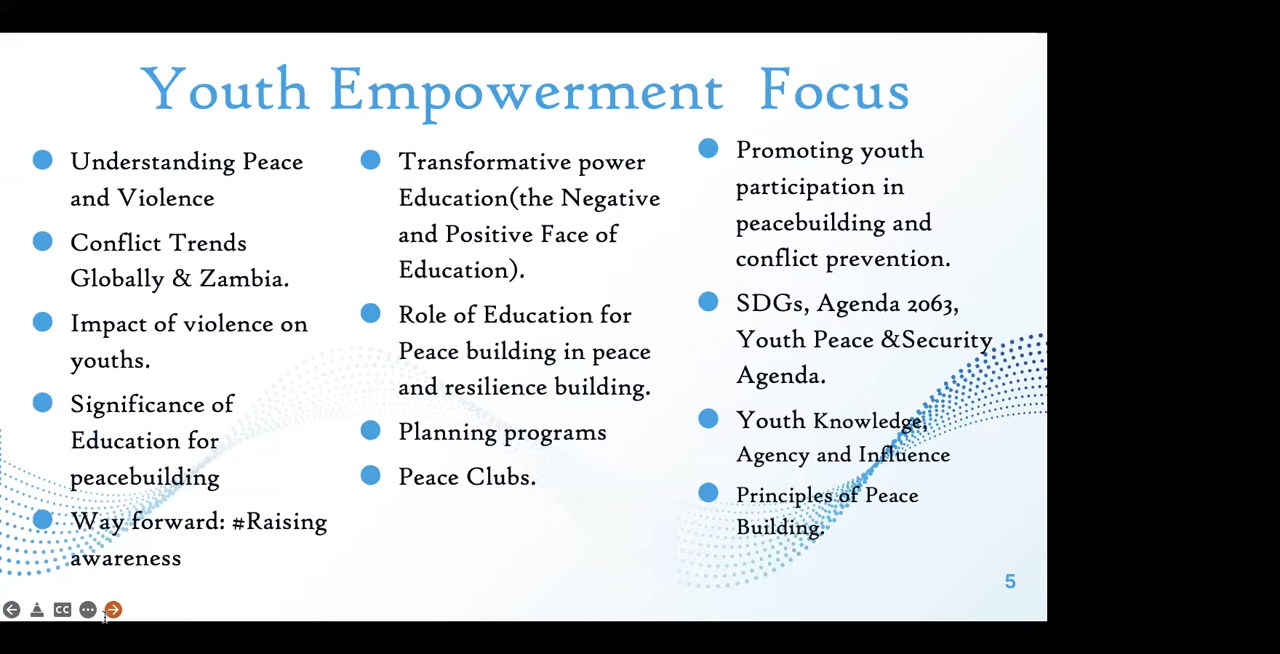 Youth Empowerment Focus
Understanding Peace
and Violence
Conflict Trends
Globally & Zambia.
Impact of violence on
youths.
Significance of
Education for
peacebuilding
Way forward: #Raising
awareness
Transformative power
Education(the Negative
and Positive Face of
Education).
Role of Education for
Peace building in peace
and resilience building.
Planning programs
Peace Clubs.
Promoting youth
participation in
peacebuilding and
conflict prevention.
SDGs, Agenda 2063,
Youth Peace &Security
Agenda.
Youth Knowledge,
Agency and Influence
Principles of Peace
Building.
5
CC